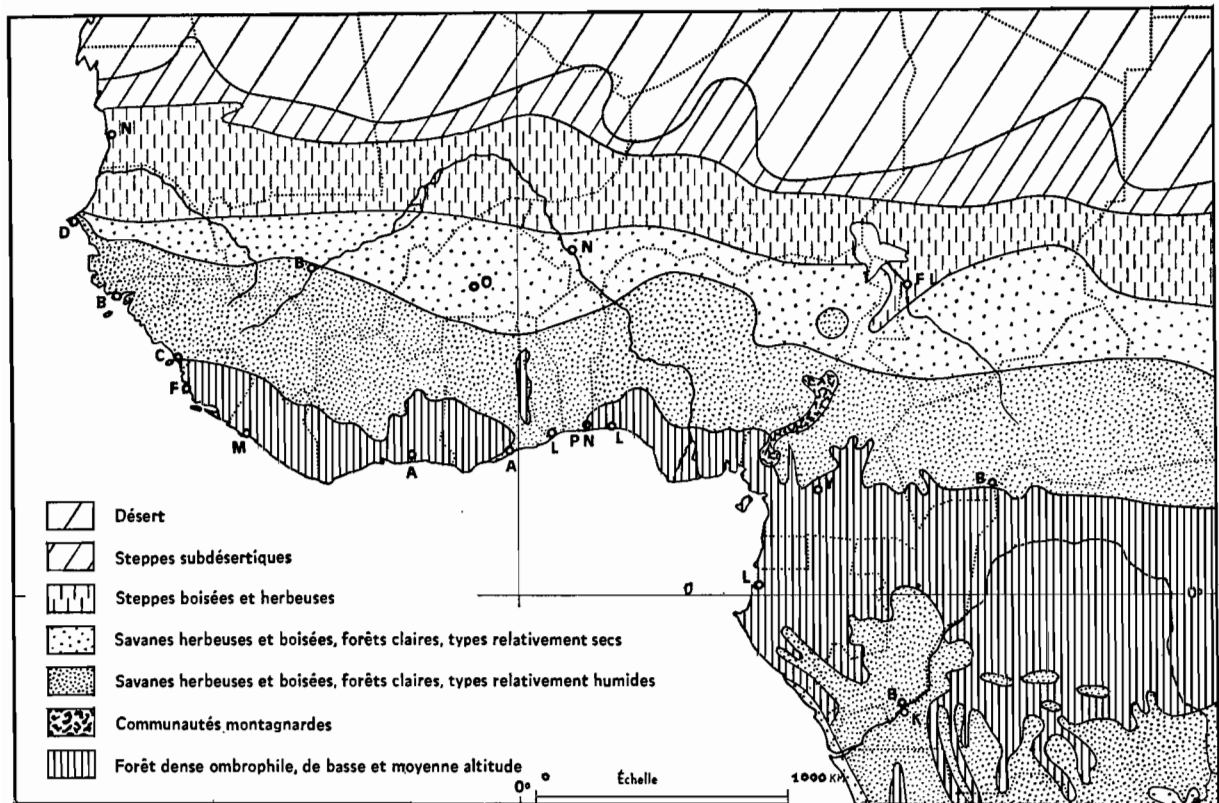 N
D
B
N
O
F L
B
C
F
M
A
A
L
P N
L
Y
B
L
0°
B
K
Désert
Steppes subdésertiques
Steppes boisées et herbeuses
Savanes herbeuses et boisées, forêts claires, types relativement secs
Savanes herbeuses et boisées, forêts claires, types relativement humides
Communautés montagnardes
Forêt dense ombrophile, de basse et moyenne altitude
0°
0
Échelle
1000 KM